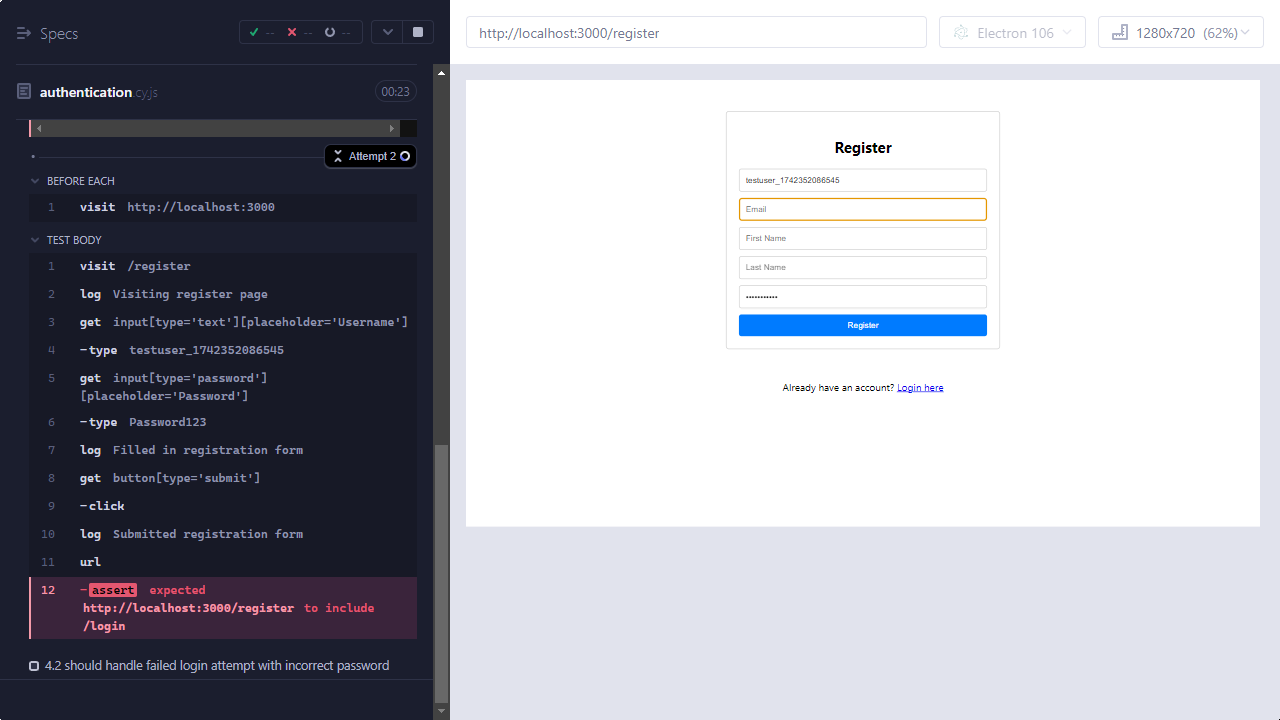 Specs
-- -- --
authentication.cy.js
00:23
Attempt 2
BEFORE EACH
1 visit http://localhost:3000
TEST BODY
1 visit /register
2 log Visiting register page
3 get input[type='text'][placeholder='Username']
4 -type testuser_1742352086545
5 get input[type='password']
[placeholder='Password']
6 -type Password123
7 log Filled in registration form
8 get button[type='submit']
9 -click
10 log Submitted registration form
11 url
12 -assert expected
http://localhost:3000/register to include
/login
4.2 should handle failed login attempt with incorrect password
http://localhost:3000/register
Electron 106
1280x720 (62%)
Register
testuser_1742352086545
Email
First Name
Last Name
•••••••••••
Register
Already have an account? Login here